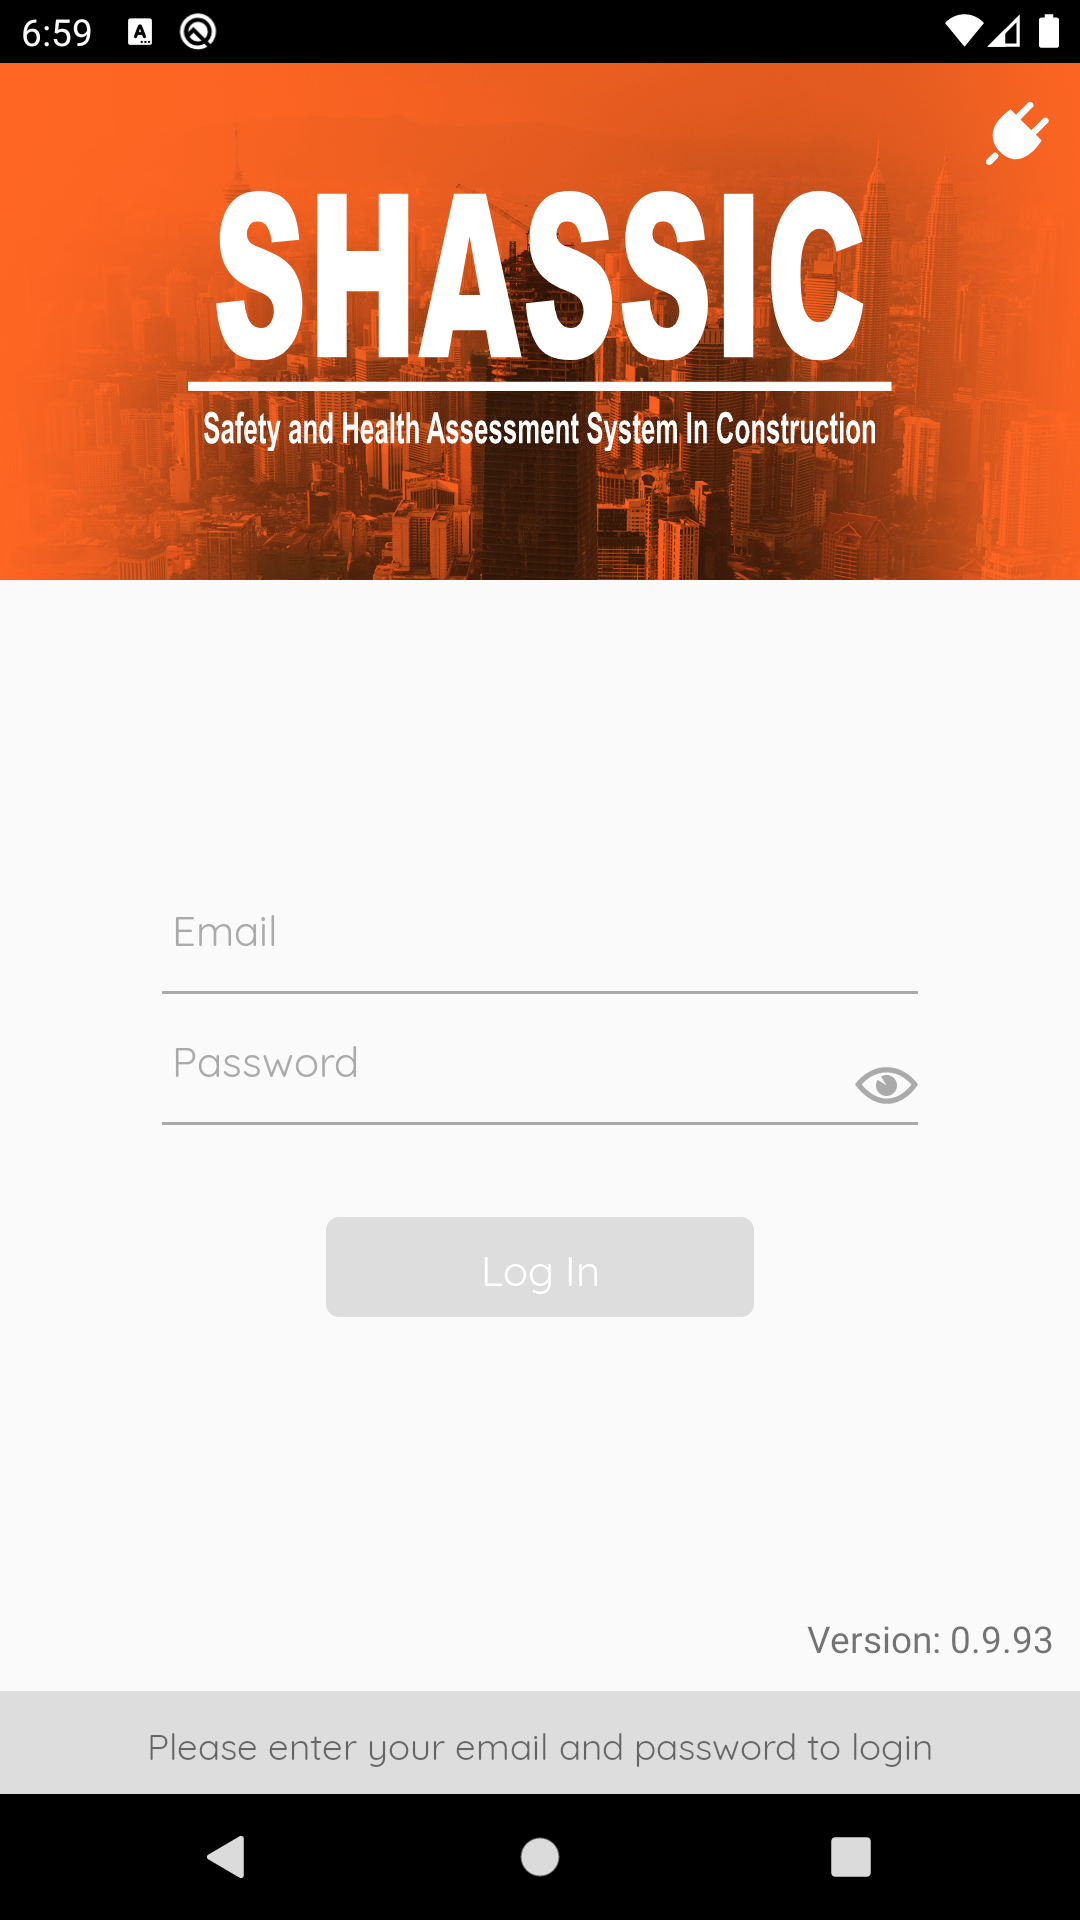 6:59
SHASSIC
Safety and Health Assessment System In Construction
Email
Password
Log In
Version: 0.9.93
Please enter your email and password to login